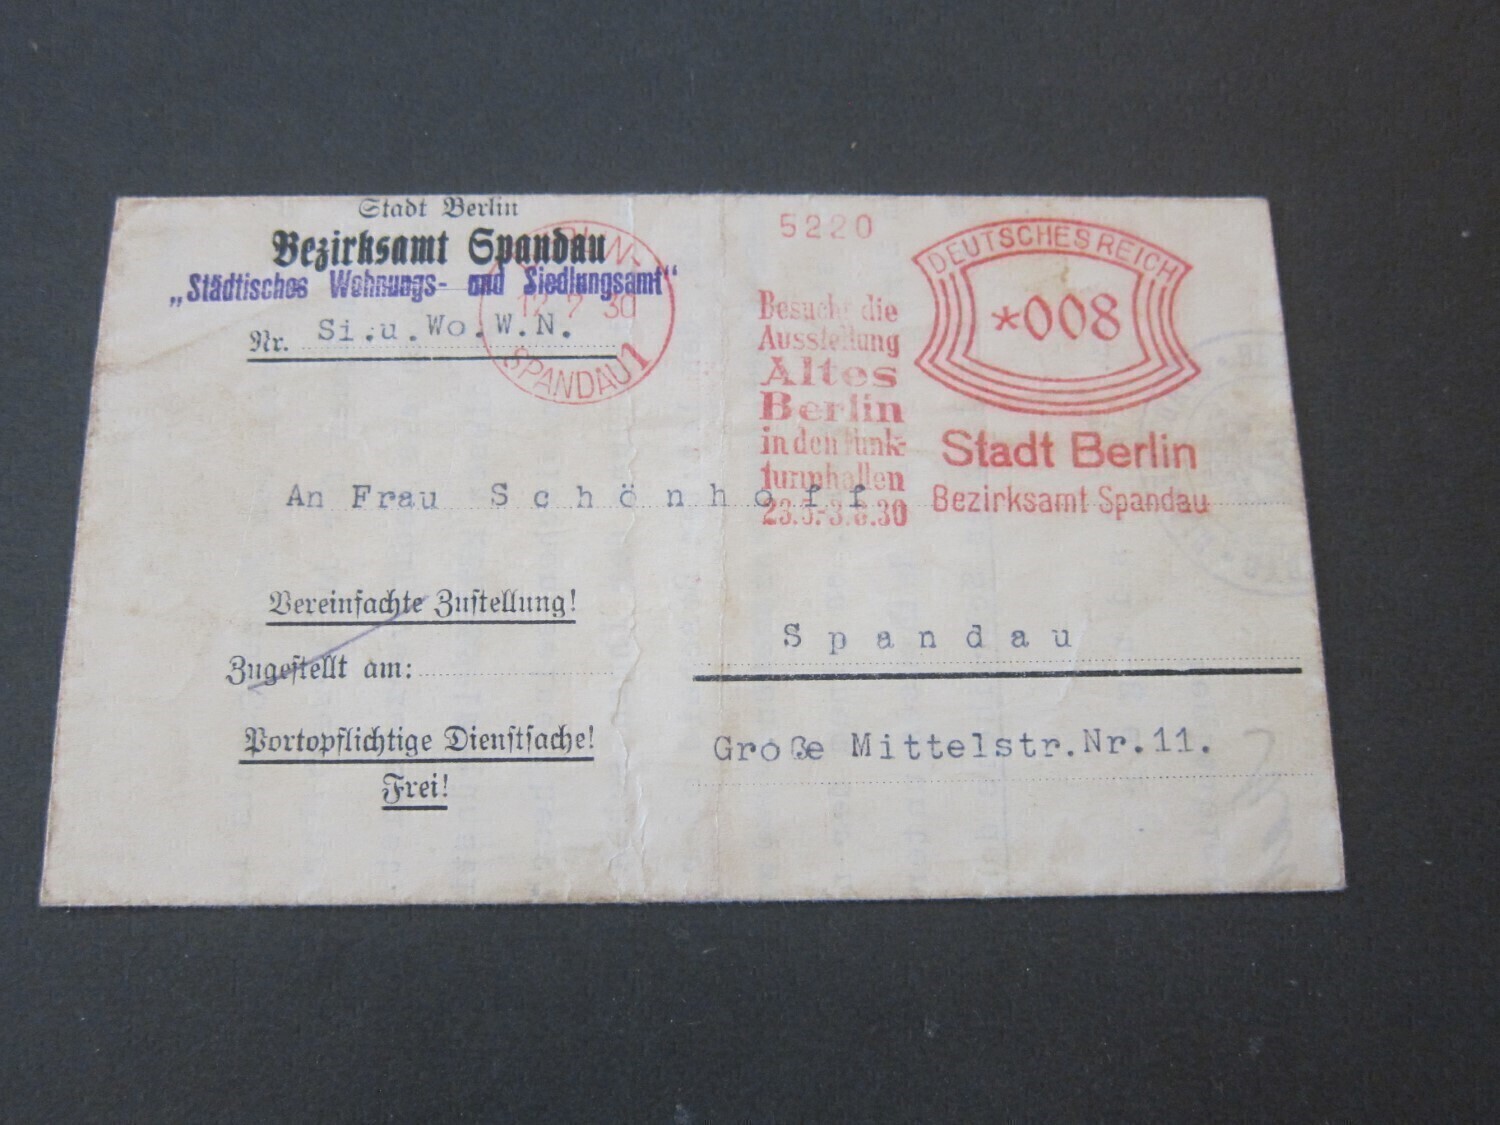 Stadt Berlin
Bezirksamt Spandau
„Städtisches Wohnungs- und Siedlungsamt"
Nr. Si.u.Wo.W.N.
12 7 30
SPANDAU 1
5220
DEUTSCHES REICH
*008
Besucht die
Ausstellung
Altes
Berlin
in den Funk-
turmhallen
23.5.-3.8.30
Stadt Berlin
Bezirksamt Spandau
An Frau Schönhoff
Vereinfachte Zustellung!
Zugestellt am:
Portopflichtige Dienstsache!
Frei!
Spandau
Große Mittelstr.Nr.11.